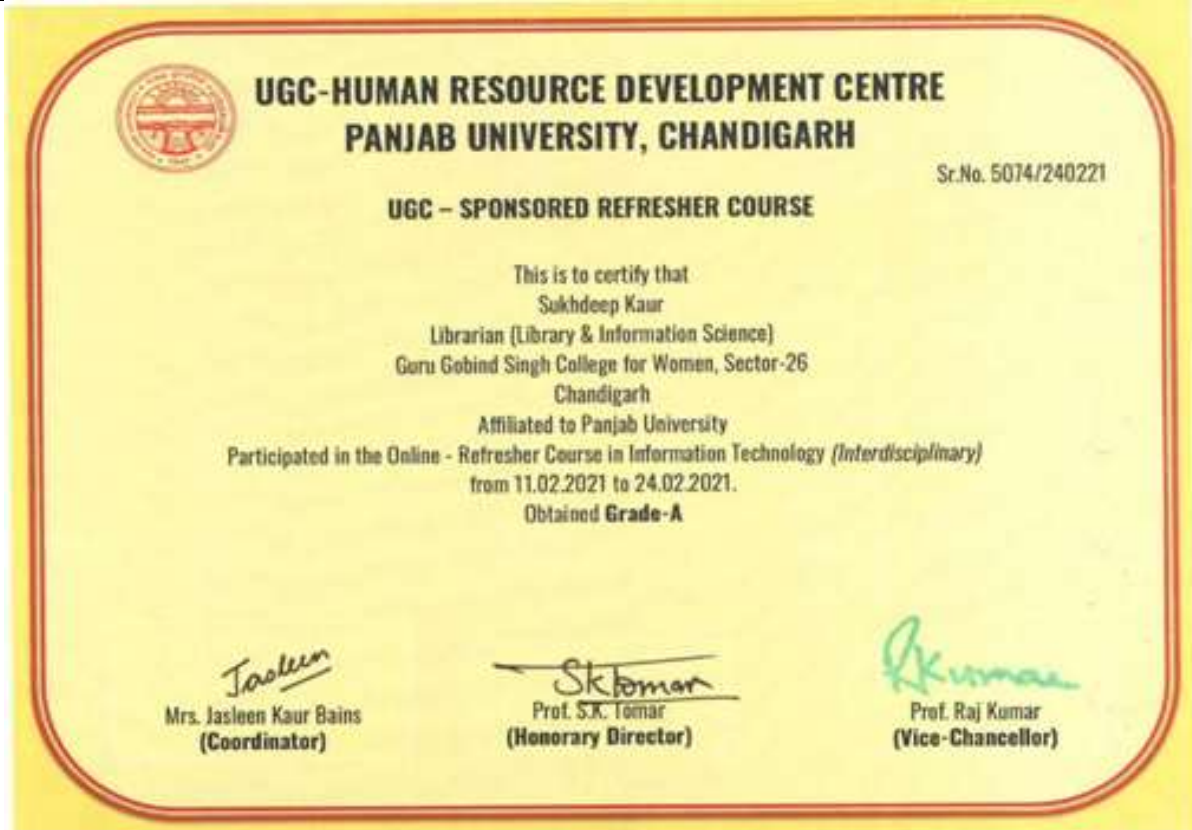 UGC-HUMAN RESOURCE DEVELOPMENT CENTRE
PANJAB UNIVERSITY, CHANDIGARH
Sr.No. 5074/240221
UGC – SPONSORED REFRESHER COURSE
This is to certify that
Sukhdeep Kaur
Librarian (Library & Information Science)
Guru Gobind Singh College for Women, Sector-26
Chandigarh
Affiliated to Panjab University
Participated in the Online - Refresher Course in Information Technology (Interdisciplinary)
from 11.02.2021 to 24.02.2021.
Obtained Grade-A
Jasleen
SKTomar
RKumar
Mrs. Jasleen Kaur Bains
Prof. S.K. Tomar
Prof. Raj Kumar
(Coordinator)
(Honorary Director)
(Vice-Chancellor)